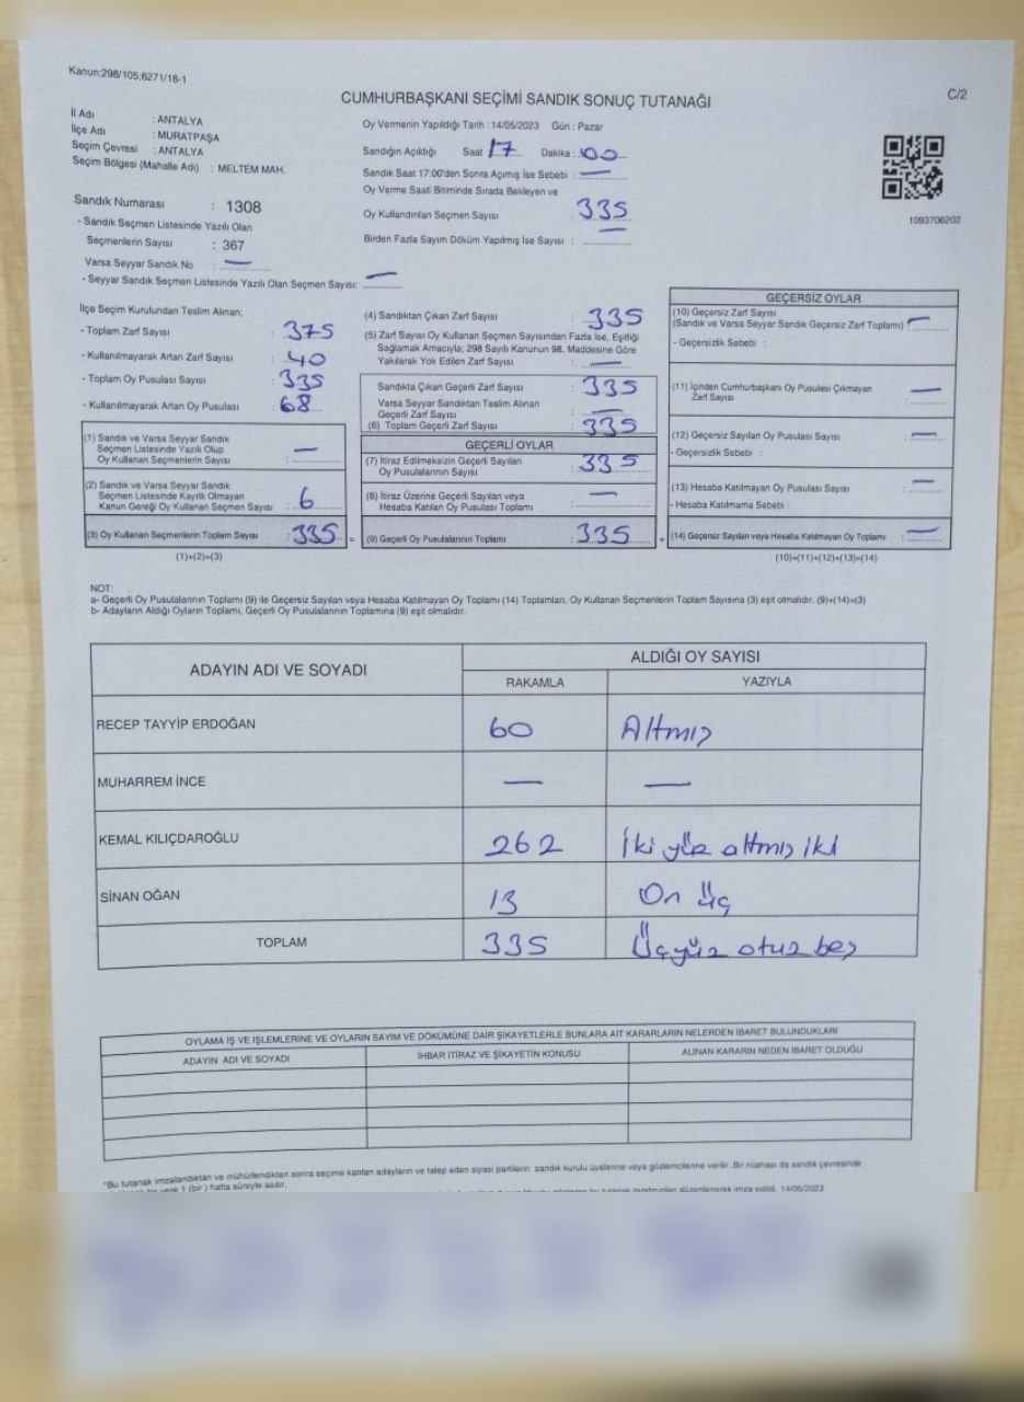 Kanun:298/105;6271/18-1
C/2
CUMHURBAŞKANI SEÇİMİ SANDIK SONUÇ TUTANAĞI
İl Adı : ANTALYA
İlçe Adı : MURATPAŞA
Seçim Çevresi : ANTALYA
Seçim Bölgesi (Mahalle Adı) : MELTEM MAH.
Sandık Numarası : 1308
- Sandık Seçmen Listesinde Yazılı Olan
Seçmenlerin Sayısı : 367
Varsa Seyyar Sandık No : —
- Seyyar Sandık Seçmen Listesinde Yazılı Olan Seçmen Sayısı: —
Oy Vermenin Yapıldığı Tarih : 14/05/2023 Gün : Pazar
Sandığın Açıldığı Saat : 17 Dakika : 00
Sandık Saat 17:00'den Sonra Açılmış İse Sebebi : —
Oy Verme Saati Bitiminde Sırada Bekleyen ve
Oy Kullandırılan Seçmen Sayısı : 335
Birden Fazla Sayım Döküm Yapılmış İse Sayısı : —
1093706202
İlçe Seçim Kurulundan Teslim Alınan;
- Toplam Zarf Sayısı : 375
- Kullanılmayarak Artan Zarf Sayısı : 40
- Toplam Oy Pusulası Sayısı : 335
- Kullanılmayarak Artan Oy Pusulası : 68
(1) Sandık ve Varsa Seyyar Sandık
Seçmen Listesinde Yazılı Olup
Oy Kullanan Seçmenlerin Sayısı : —
(2) Sandık ve Varsa Seyyar Sandık
Seçmen Listesinde Kayıtlı Olmayan
Kanun Gereği Oy Kullanan Seçmen Sayısı : 6
(3) Oy Kullanan Seçmenlerin Toplam Sayısı : 335 =
(1)+(2)=(3)
(4) Sandıktan Çıkan Zarf Sayısı : 335
(5) Zarf Sayısı Oy Kullanan Seçmen Sayısından Fazla İse, Eşitliği
Sağlamak Amacıyla; 298 Sayılı Kanunun 98. Maddesine Göre
Yakılarak Yok Edilen Zarf Sayısı : —
Sandıkta Çıkan Geçerli Zarf Sayısı : 335
Varsa Seyyar Sandıktan Teslim Alınan
Geçerli Zarf Sayısı : —
(6) Toplam Geçerli Zarf Sayısı : 335
GEÇERLİ OYLAR
(7) İtiraz Edilmeksizin Geçerli Sayılan
Oy Pusulalarının Sayısı : 335
(8) İtiraz Üzerine Geçerli Sayılan veya
Hesaba Katılan Oy Pusulası Toplamı : —
(9) Geçerli Oy Pusulalarının Toplamı : 335 +
GEÇERSİZ OYLAR
(10) Geçersiz Zarf Sayısı
(Sandık ve Varsa Seyyar Sandık Geçersiz Zarf Toplamı) : —
- Geçersizlik Sebebi :
(11) İçinden Cumhurbaşkanı Oy Pusulası Çıkmayan
Zarf Sayısı : —
(12) Geçersiz Sayılan Oy Pusulası Sayısı : —
- Geçersizlik Sebebi :
(13) Hesaba Katılmayan Oy Pusulası Sayısı : —
- Hesaba Katılmama Sebebi :
(14) Geçersiz Sayılan veya Hesaba Katılmayan Oy Toplamı : —
(10)+(11)+(12)+(13)=(14)
NOT:
a- Geçerli Oy Pusulalarının Toplamı (9) ile Geçersiz Sayılan veya Hesaba Katılmayan Oy Toplamı (14) Toplamları, Oy Kullanan Seçmenlerin Toplam Sayısına (3) eşit olmalıdır. (9)+(14)=(3)
b- Adayların Aldığı Oyların Toplamı, Geçerli Oy Pusulalarının Toplamına (9) eşit olmalıdır.
ADAYIN ADI VE SOYADI ALDIĞI OY SAYISI
RAKAMLA YAZIYLA
RECEP TAYYİP ERDOĞAN 60 Altmış
MUHARREM İNCE — —
KEMAL KILIÇDAROĞLU 262 İki yüz altmış iki
SİNAN OĞAN 13 On üç
TOPLAM 335 Üçyüz otuz beş
OYLAMA İŞ VE İŞLEMLERİNE VE OYLARIN SAYIM VE DÖKÜMÜNE DAİR ŞİKAYETLERLE BUNLARA AİT KARARLARIN NELERDEN İBARET BULUNDUKLARI
ADAYIN ADI VE SOYADI İHBAR İTİRAZ VE ŞİKAYETİN KONUSU ALINAN KARARIN NEDEN İBARET OLDUĞU
*Bu tutanak imzalandıktan ve mühürlendikten sonra seçime katılan adayların ve talep eden siyasi partilerin sandık kurulu üyelerine veya gözlemcilerine verilir. Bir nüshası da sandık çevresinde
1 (bir) hafta süreyle asılır.
14/05/2023